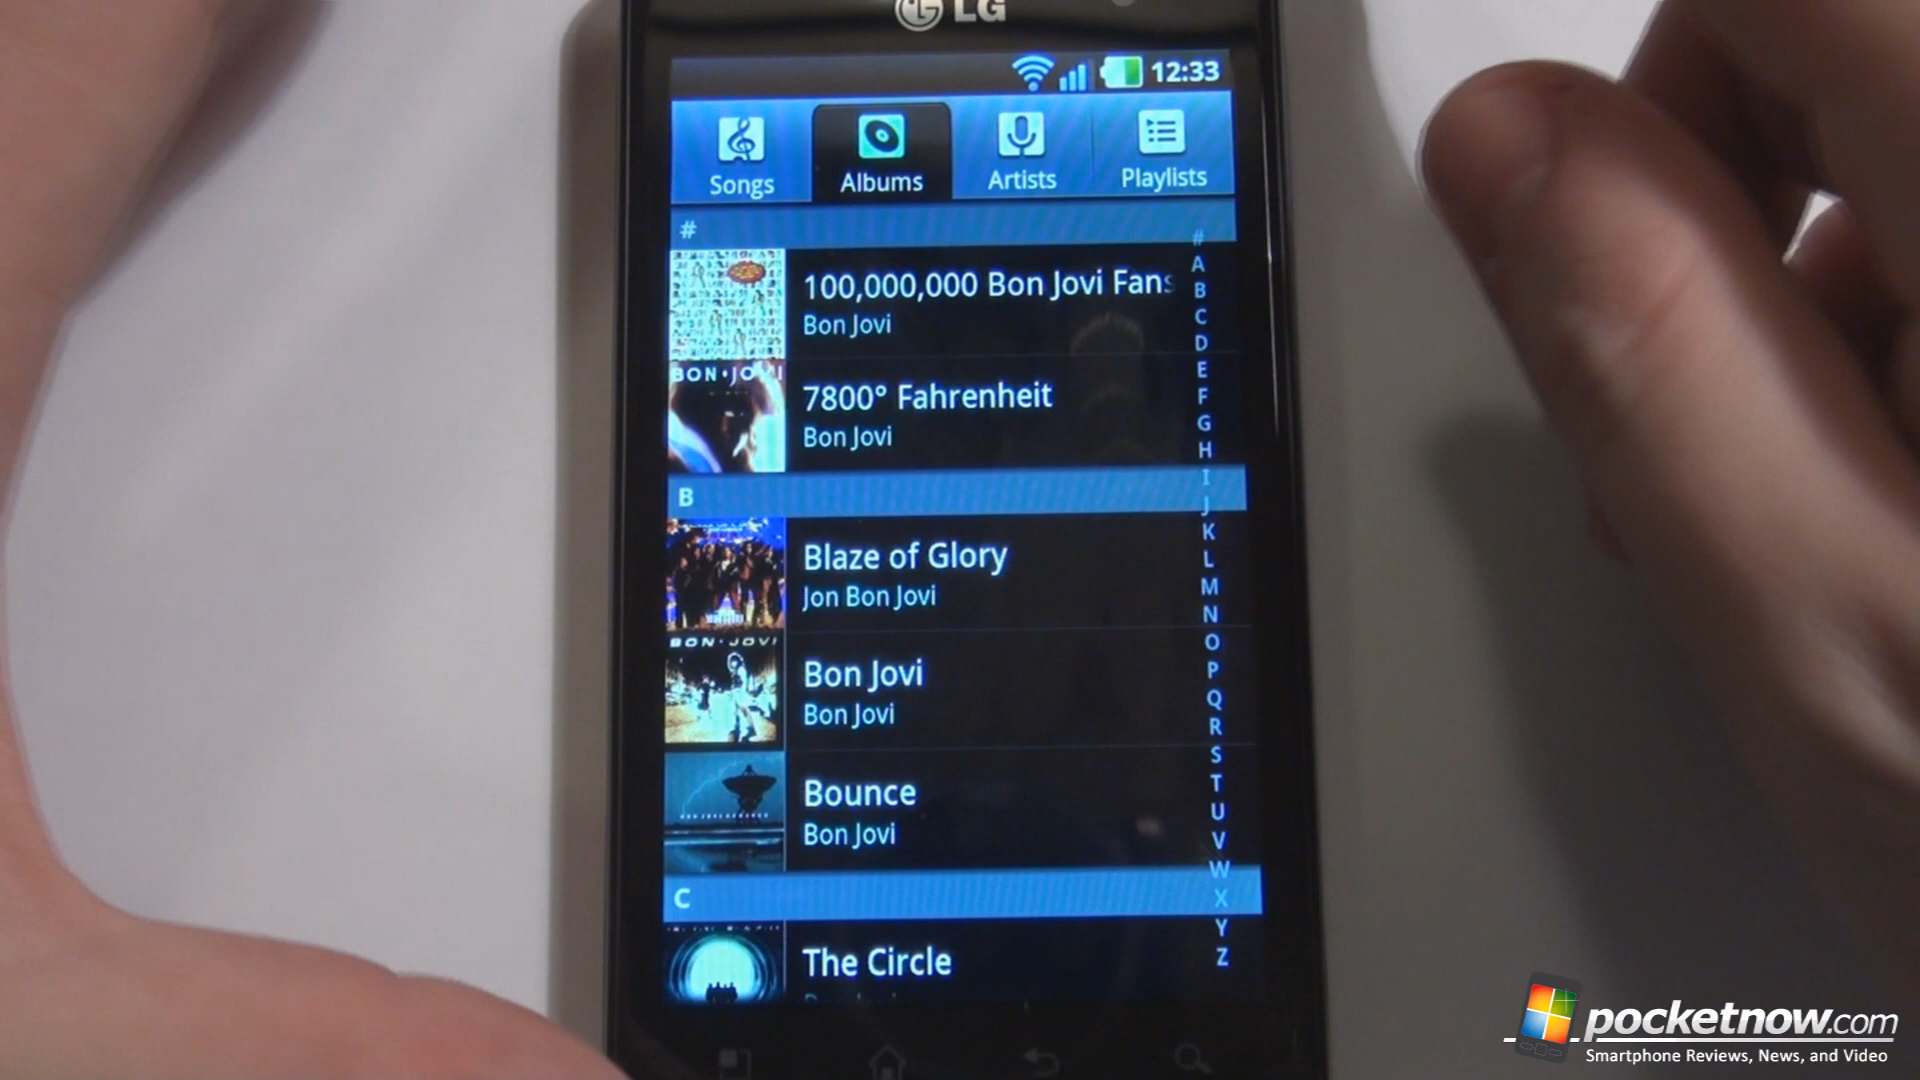 LG
12:33
Songs
Albums
Artists
Playlists
#
100,000,000 Bon Jovi Fans
Bon Jovi
BON•JOVI
7800° Fahrenheit
Bon Jovi
B
Blaze of Glory
Jon Bon Jovi
BON•JOVI
Bon Jovi
Bon Jovi
Bounce
Bon Jovi
C
The Circle
#
A
B
C
D
E
F
G
H
I
J
K
L
M
N
O
P
Q
R
S
T
U
V
W
X
Y
Z
pocketnow.com
Smartphone Reviews, News, and Video